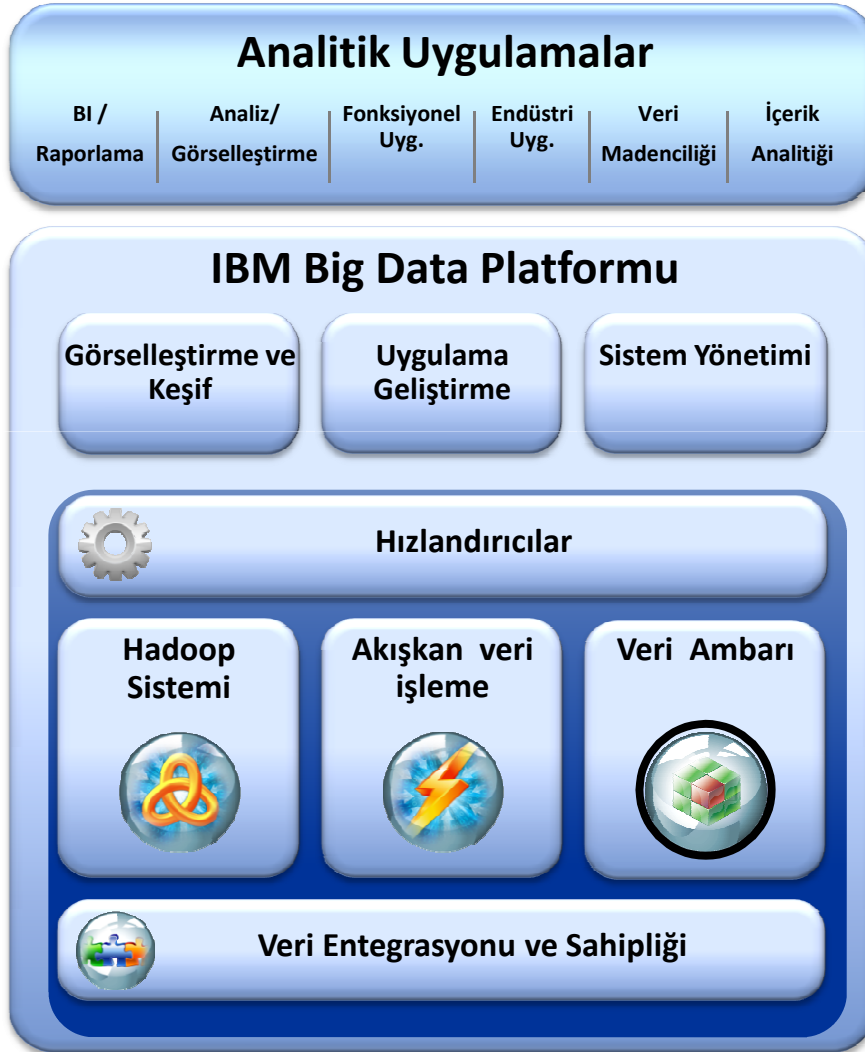 Analitik Uygulamalar
BI /
Raporlama
Analiz/
Görselleştirme
Fonksiyonel
Uyg.
Endüstri
Uyg.
Veri
Madenciliği
İçerik
Analitiği
IBM Big Data Platformu
Görselleştirme ve
Keşif
Uygulama
Geliştirme
Sistem Yönetimi
Hızlandırıcılar
Hadoop
Sistemi
Akışkan veri
işleme
Veri Ambarı
Veri Entegrasyonu ve Sahipliği